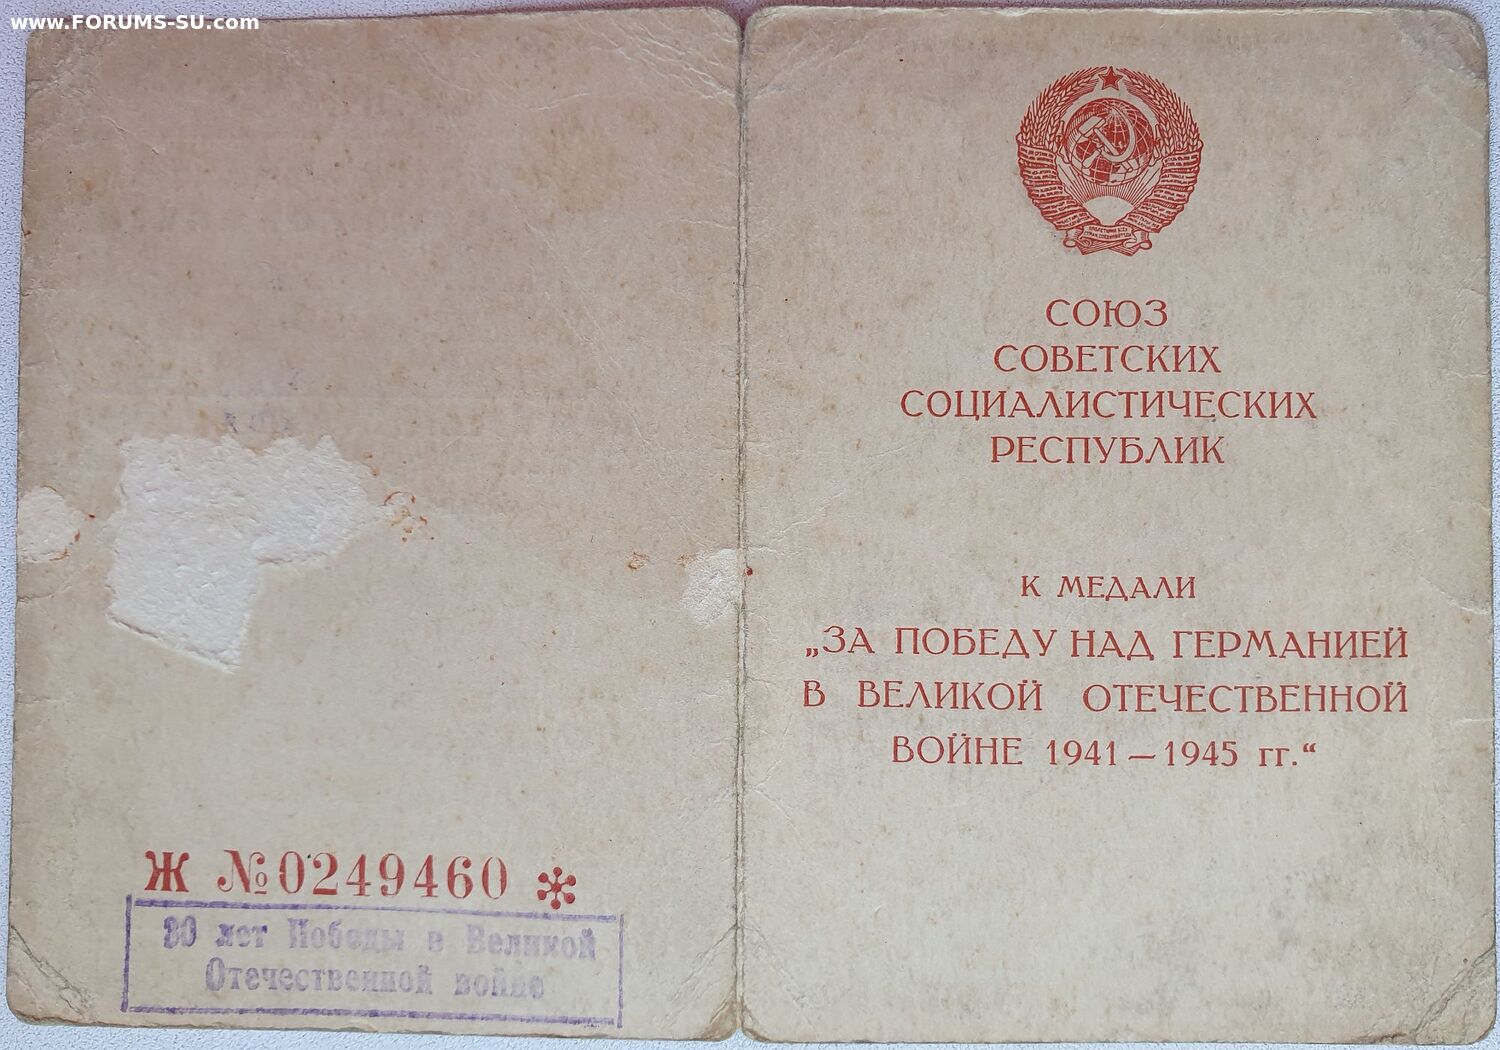 www.FORUMS-SU.com
Ж №0249460 *
30 лет Победы в Великой
Отечественной войне
СОЮЗ
СОВЕТСКИХ
СОЦИАЛИСТИЧЕСКИХ
РЕСПУБЛИК
К МЕДАЛИ
„ЗА ПОБЕДУ НАД ГЕРМАНИЕЙ
В ВЕЛИКОЙ ОТЕЧЕСТВЕННОЙ
ВОЙНЕ 1941—1945 гг.“